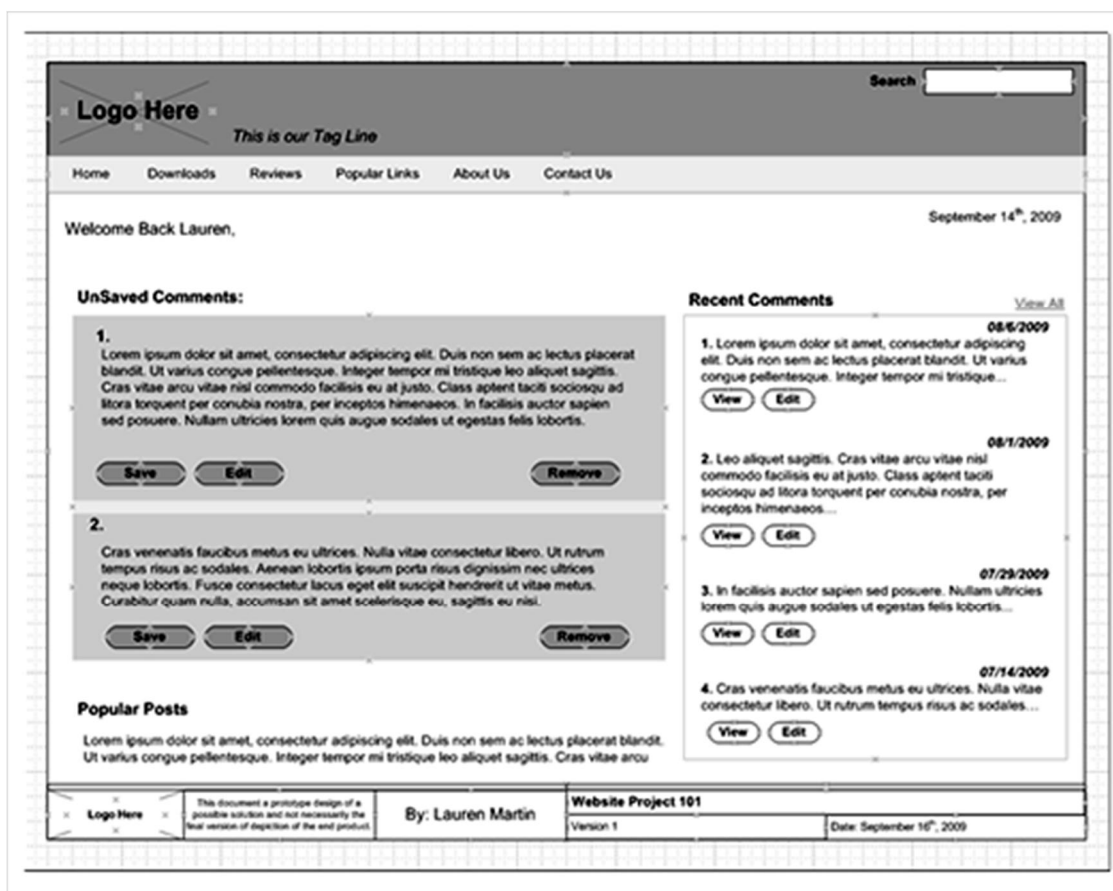 Search
Logo Here
This is our Tag Line
Home Downloads Reviews Popular Links About Us Contact Us
September 14th, 2009
Welcome Back Lauren,
UnSaved Comments:
1.
Lorem ipsum dolor sit amet, consectetur adipiscing elit. Duis non sem ac lectus placerat
blandit. Ut varius congue pellentesque. Integer tempor mi tristique leo aliquet sagittis.
Cras vitae arcu vitae nisl commodo facilisis eu at justo. Class aptent taciti sociosqu ad
litora torquent per conubia nostra, per inceptos himenaeos. In facilisis auctor sapien
sed posuere. Nullam ultricies lorem quis augue sodales ut egestas felis lobortis.
Save Edit Remove
2.
Cras venenatis faucibus metus eu ultrices. Nulla vitae consectetur libero. Ut rutrum
tempus risus ac sodales. Aenean lobortis ipsum porta risus dignissim nec ultrices
neque lobortis. Fusce consectetur lacus eget elit suscipit hendrerit ut vitae metus.
Curabitur quam nulla, accumsan sit amet scelerisque eu, sagittis eu nisi.
Save Edit Remove
Popular Posts
Lorem ipsum dolor sit amet, consectetur adipiscing elit. Duis non sem ac lectus placerat blandit.
Ut varius congue pellentesque. Integer tempor mi tristique leo aliquet sagittis. Cras vitae arcu
Recent Comments View All
08/6/2009
1. Lorem ipsum dolor sit amet, consectetur adipiscing
elit. Duis non sem ac lectus placerat blandit. Ut varius
congue pellentesque. Integer tempor mi tristique...
View Edit
08/1/2009
2. Leo aliquet sagittis. Cras vitae arcu vitae nisl
commodo facilisis eu at justo. Class aptent taciti
sociosqu ad litora torquent per conubia nostra, per
inceptos himenaeos...
View Edit
07/29/2009
3. In facilisis auctor sapien sed posuere. Nullam ultricies
lorem quis augue sodales ut egestas felis lobortis...
View Edit
07/14/2009
4. Cras venenatis faucibus metus eu ultrices. Nulla vitae
consectetur libero. Ut rutrum tempus risus ac sodales...
View Edit
Logo Here
This document a prototype design of a
possible solution and not necessarily the
final version of depiction of the end product.
By: Lauren Martin
Website Project 101
Version 1
Date: September 16th, 2009